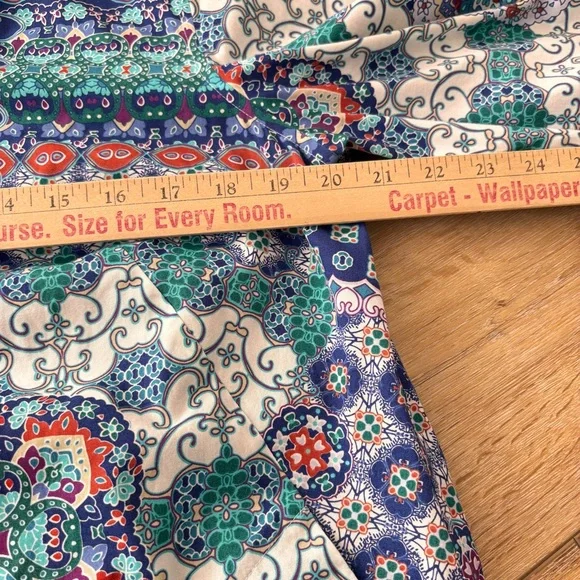 14 15 16 17 18 19 20 21 22 23 24
urse. Size for Every Room. Carpet - Wallpaper